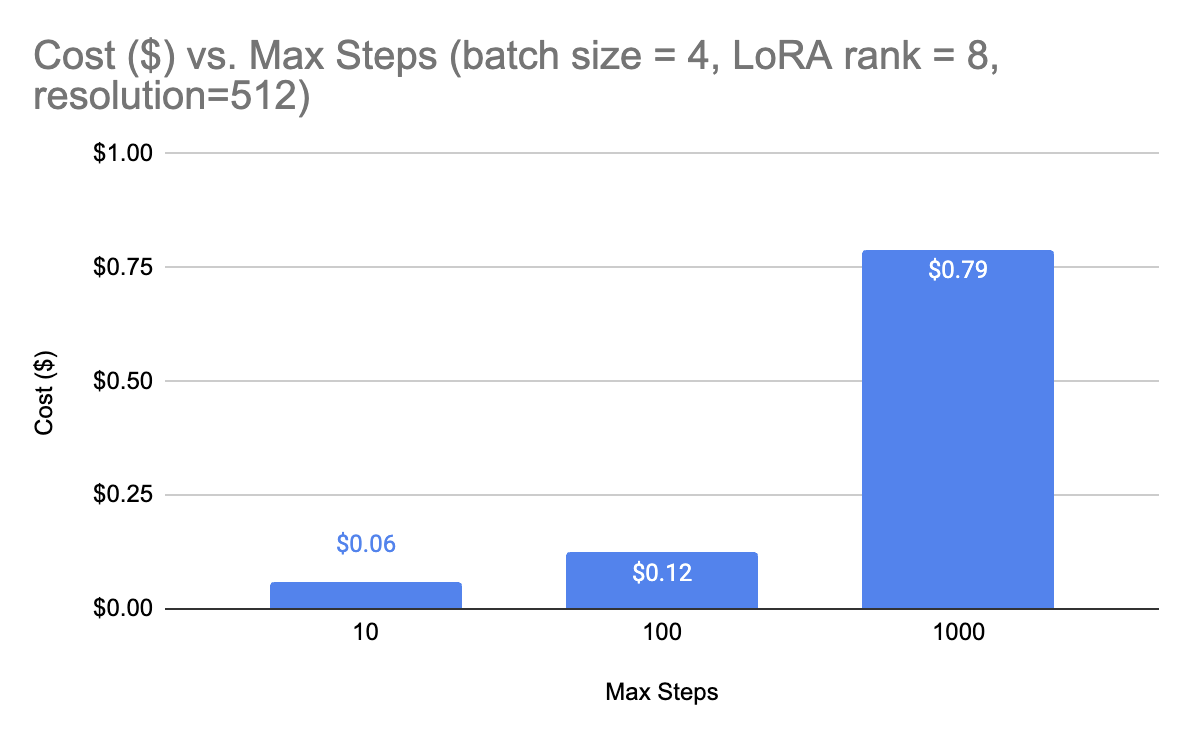 Cost ($) vs. Max Steps (batch size = 4, LoRA rank = 8,
resolution=512)
$1.00
$0.75
$0.50
$0.25
$0.00
Cost ($)
$0.06
$0.12
$0.79
10
100
1000
Max Steps